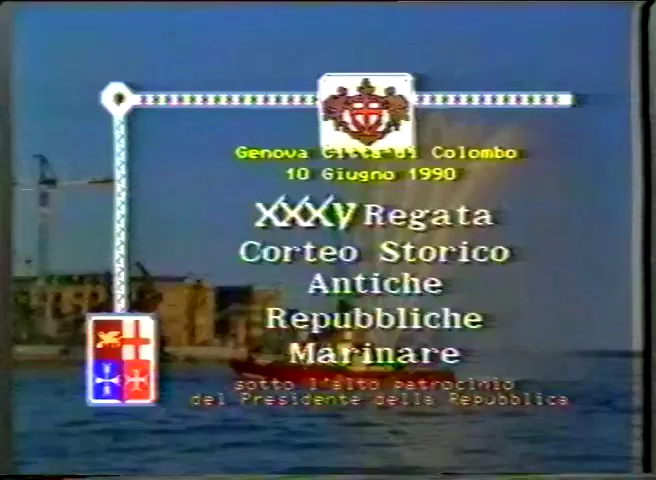 Genova Città di Colombo
10 Giugno 1990
XXXV Regata
Corteo Storico
Antiche
Repubbliche
Marinare
sotto l'alto patrocinio
del Presidente della Repubblica